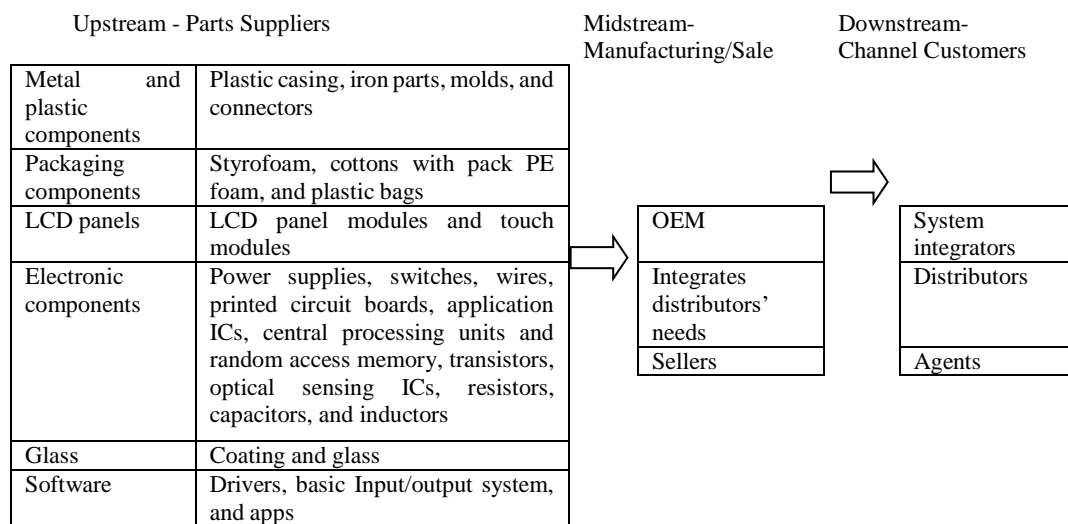 Upstream - Parts Suppliers
Midstream-
Manufacturing/Sale
Downstream-
Channel Customers
Metal and
plastic
components
Plastic casing, iron parts, molds, and
connectors
Packaging
components
Styrofoam, cottons with pack PE
foam, and plastic bags
LCD panels
LCD panel modules and touch
modules
Electronic
components
Power supplies, switches, wires,
printed circuit boards, application
ICs, central processing units and
random access memory, transistors,
optical sensing ICs, resistors,
capacitors, and inductors
Glass
Coating and glass
Software
Drivers, basic Input/output system,
and apps
OEM
Integrates
distributors’
needs
Sellers
System
integrators
Distributors
Agents